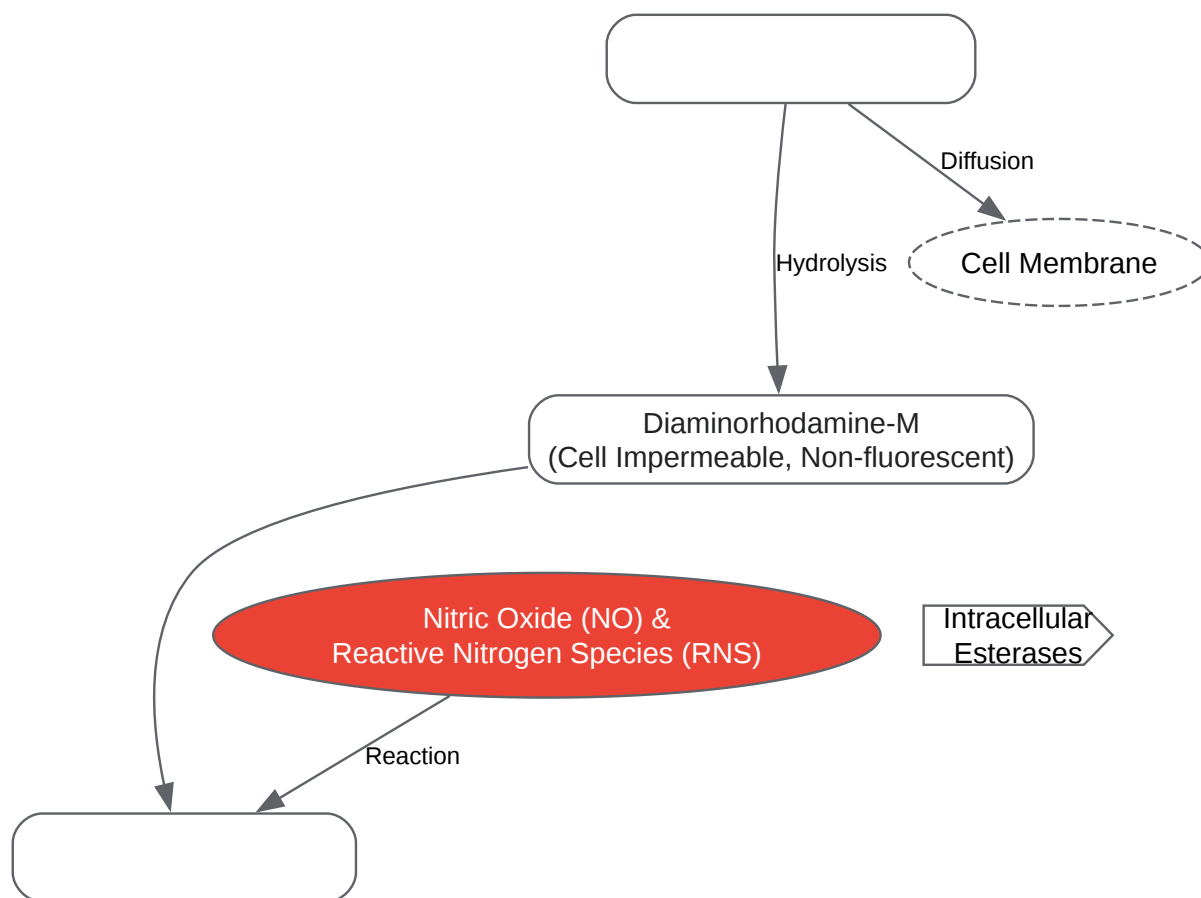 Diffusion
Cell Membrane
Hydrolysis
Diaminorhodamine-M
(Cell Impermeable, Non-fluorescent)
Nitric Oxide (NO) &
Reactive Nitrogen Species (RNS)
Intracellular
Esterases
Reaction